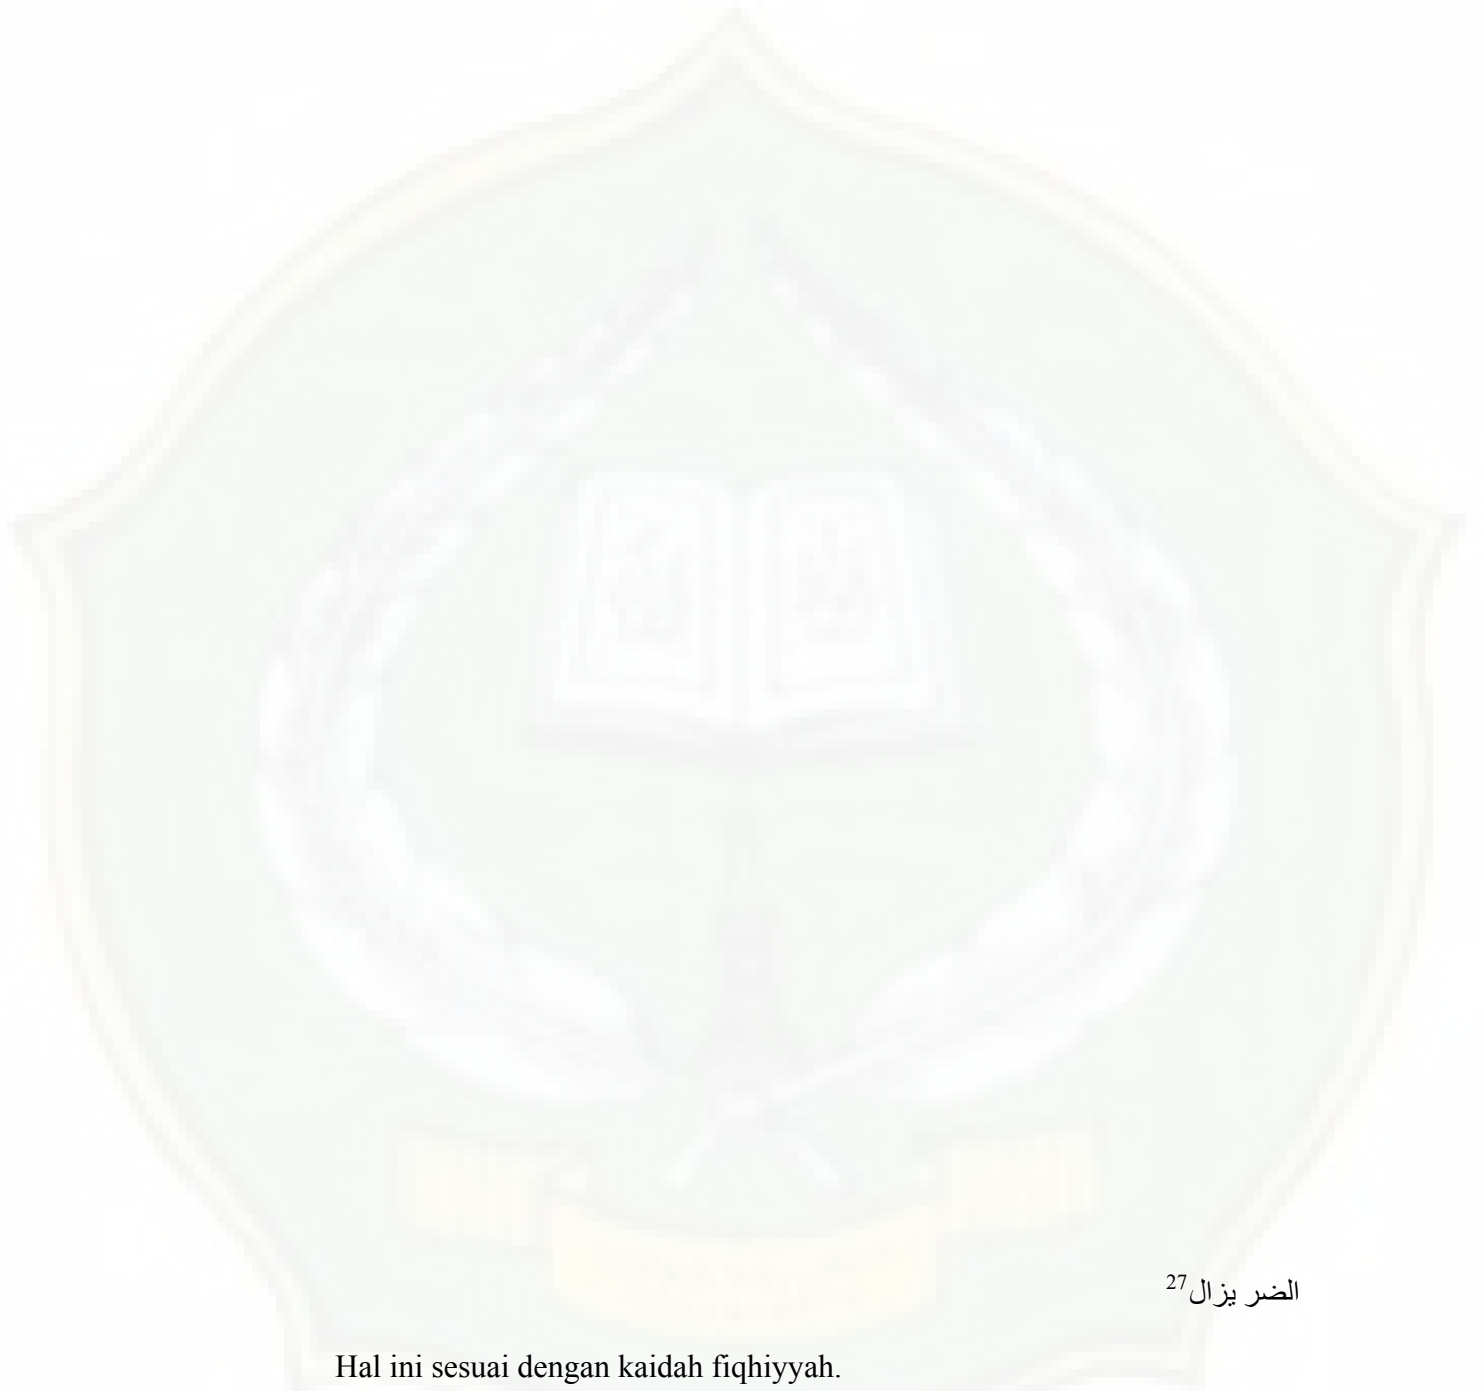 الضر يزال27
Hal ini sesuai dengan kaidah fiqhiyyah.